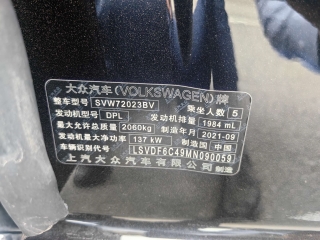 大众汽车(VOLKSWAGEN)牌
整车型号 SVW72023BV 乘坐人数 5
发动机型号 DPL 发动机排量 1984 mL
最大允许总质量 2060kg 制造年月 2021-09
发动机最大净功率 137 kW 制造国 中国
车辆识别代号 LSVDF6C49MN090059
上汽大众汽车有限公司 制造